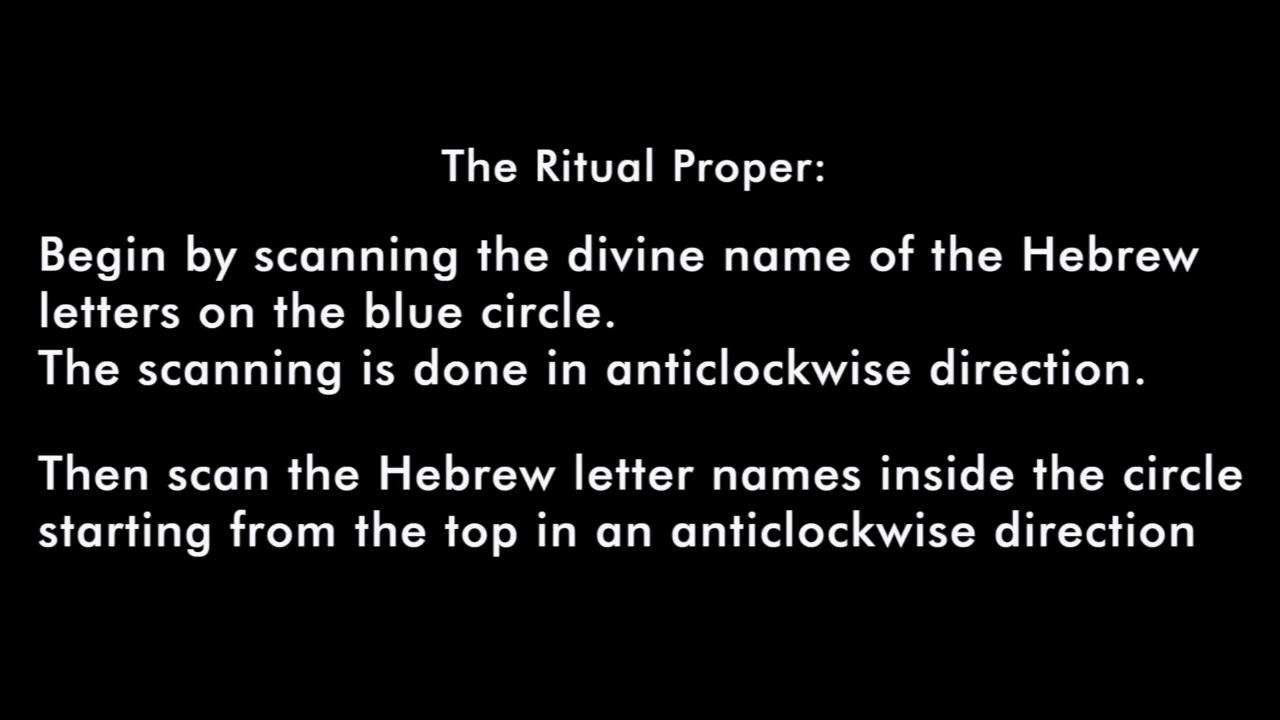 The Ritual Proper:
Begin by scanning the divine name of the Hebrew
letters on the blue circle.
The scanning is done in anticlockwise direction.
Then scan the Hebrew letter names inside the circle
starting from the top in an anticlockwise direction